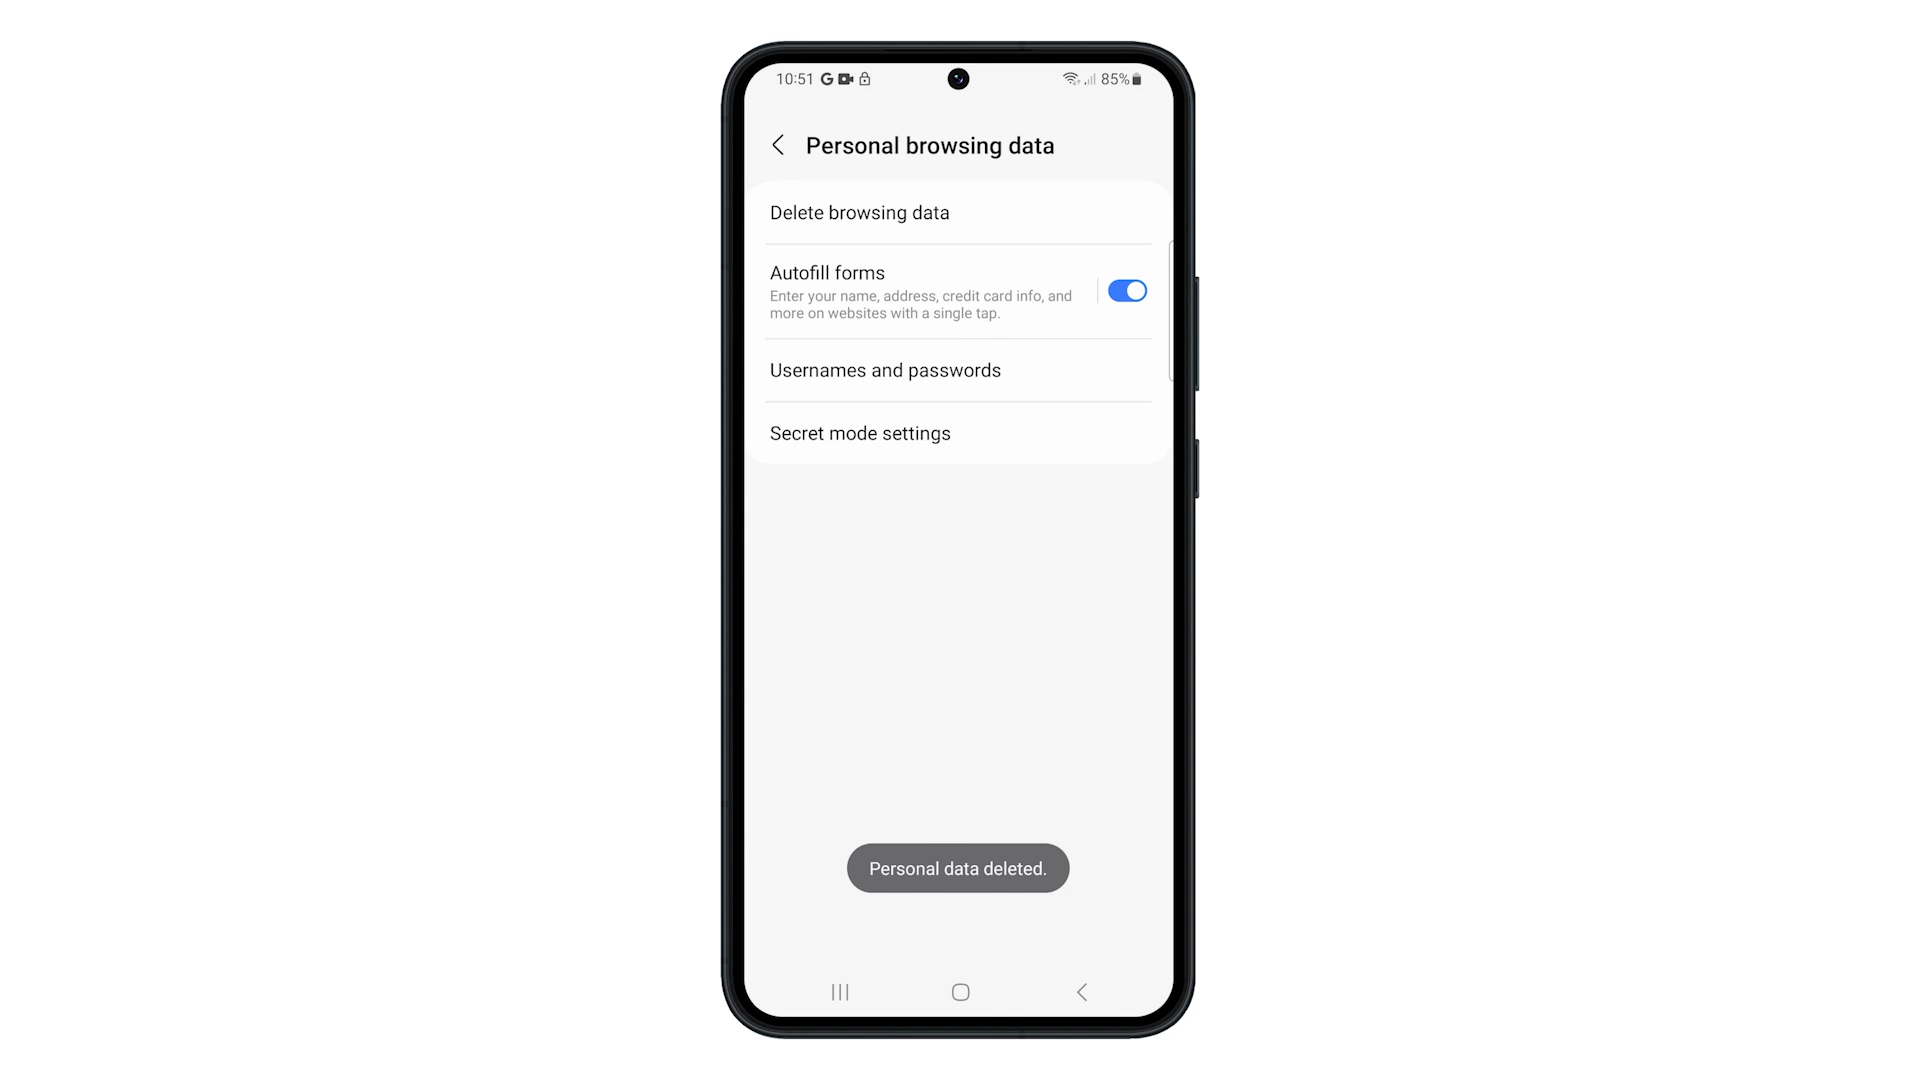 10:51 G 85%
Personal browsing data
Delete browsing data
Autofill forms
Enter your name, address, credit card info, and
more on websites with a single tap.
Usernames and passwords
Secret mode settings
Personal data deleted.